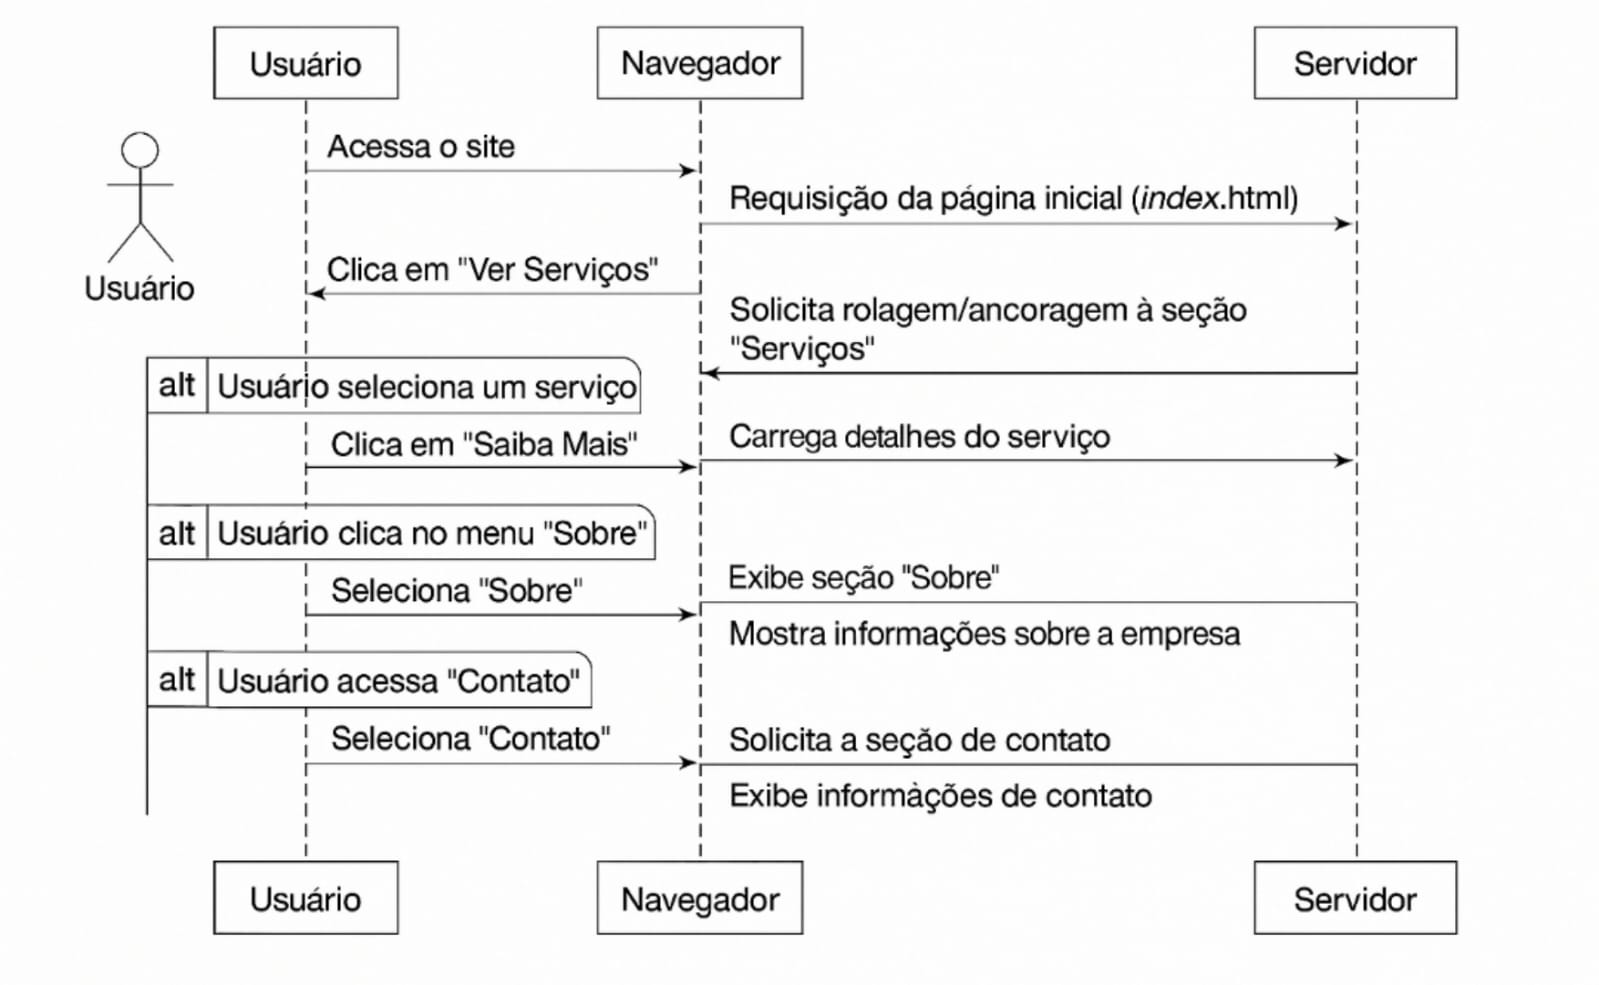 Usuário
Navegador
Servidor
Acessa o site
Requisição da página inicial (index.html)
Usuário
Clica em "Ver Serviços"
Solicita rolagem/ancoragem à seção
"Serviços"
alt Usuário seleciona um serviço
Clica em "Saiba Mais"
Carrega detalhes do serviço
alt Usuário clica no menu "Sobre"
Seleciona "Sobre"
Exibe seção "Sobre"
Mostra informações sobre a empresa
alt Usuário acessa "Contato"
Seleciona "Contato"
Solicita a seção de contato
Exibe informações de contato
Usuário
Navegador
Servidor